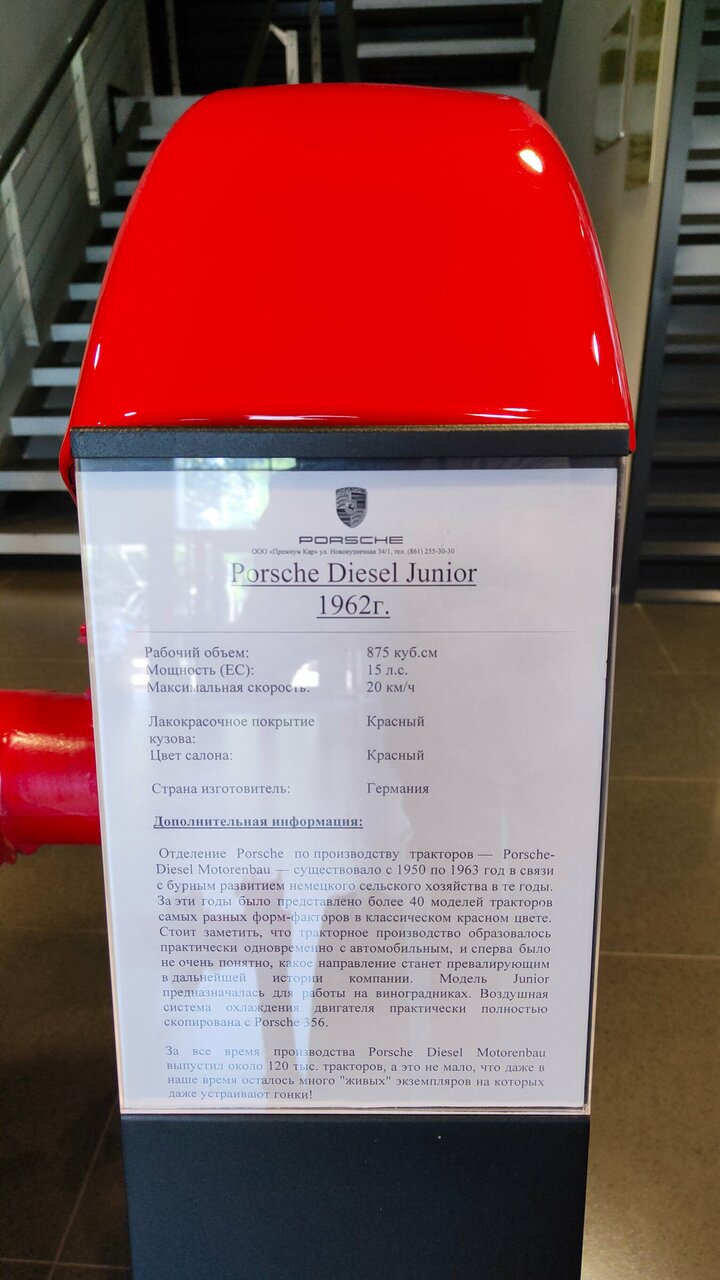 PORSCHE
ООО «Премиум Кар» ул. Новокузнечная 34/1, тел. (861) 255-30-30
Porsche Diesel Junior
1962г.
Рабочий объем: 875 куб.см
Мощность (ЕС): 15 л.с.
Максимальная скорость: 20 км/ч
Лакокрасочное покрытие Красный
кузова:
Цвет салона: Красный
Страна изготовитель: Германия
Дополнительная информация:
Отделение Porsche по производству тракторов — Porsche-
Diesel Motorenbau — существовало с 1950 по 1963 год в связи
с бурным развитием немецкого сельского хозяйства в те годы.
За эти годы было представлено более 40 моделей тракторов
самых разных форм-факторов в классическом красном цвете.
Стоит заметить, что тракторное производство образовалось
практически одновременно с автомобильным, и сперва было
не очень понятно, какое направление станет превалирующим
в дальнейшей истории компании. Модель Junior
предназначалась для работы на виноградниках. Воздушная
система охлаждения двигателя практически полностью
скопирована с Porsche 356.
За все время производства Porsche Diesel Motorenbau
выпустил около 120 тыс. тракторов, а это не мало, что даже в
наше время осталось много "живых" экземпляров на которых
даже устраивают гонки!